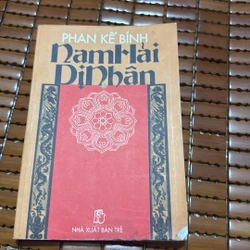 PHAN KẾ BÍNH
Nam Hải
Dị Nhân
NHÀ XUẤT BẢN TRẺ